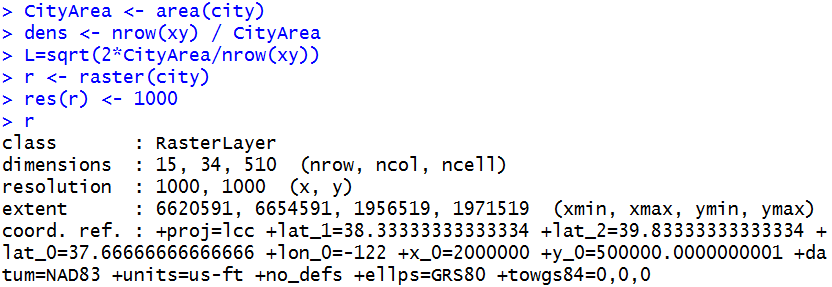 > CityArea <- area(city)
> dens <- nrow(xy) / CityArea
> L=sqrt(2*CityArea/nrow(xy))
> r <- raster(city)
> res(r) <- 1000
> r
class       : RasterLayer
dimensions  : 15, 34, 510  (nrow, ncol, ncell)
resolution  : 1000, 1000  (x, y)
extent      : 6620591, 6654591, 1956519, 1971519  (xmin, xmax, ymin, ymax)
coord. ref. : +proj=lcc +lat_1=38.33333333333334 +lat_2=39.83333333333334 +
lat_0=37.66666666666666 +lon_0=-122 +x_0=2000000 +y_0=500000.0000000001 +da
tum=NAD83 +units=us-ft +no_defs +ellps=GRS80 +towgs84=0,0,0